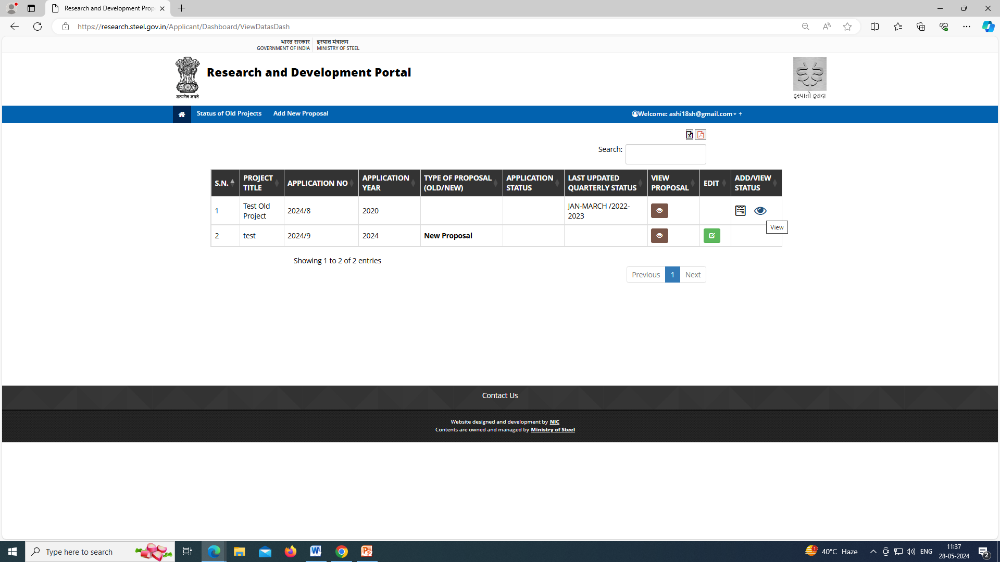 Research and Development Prop
https://research.steel.gov.in/Applicant/Dashboard/ViewDatasDash
भारत सरकार इस्पात मंत्रालय
GOVERNMENT OF INDIA MINISTRY OF STEEL
Research and Development Portal
सत्यमेव जयते
इस्पाती इरादा
Status of Old Projects Add New Proposal Welcome: ashi18sh@gmail.com +
Search:
S.N. PROJECT TITLE APPLICATION NO APPLICATION YEAR TYPE OF PROPOSAL (OLD/NEW) APPLICATION STATUS LAST UPDATED QUARTERLY STATUS VIEW PROPOSAL EDIT ADD/VIEW STATUS
1 Test Old Project 2024/8 2020 JAN-MARCH /2022-2023
View
2 test 2024/9 2024 New Proposal
Showing 1 to 2 of 2 entries
Previous 1 Next
Contact Us
Website designed and development by NIC
Contents are owned and managed by Ministry of Steel
Type here to search
1 40°C Haze ENG 11:37
28-05-2024 2